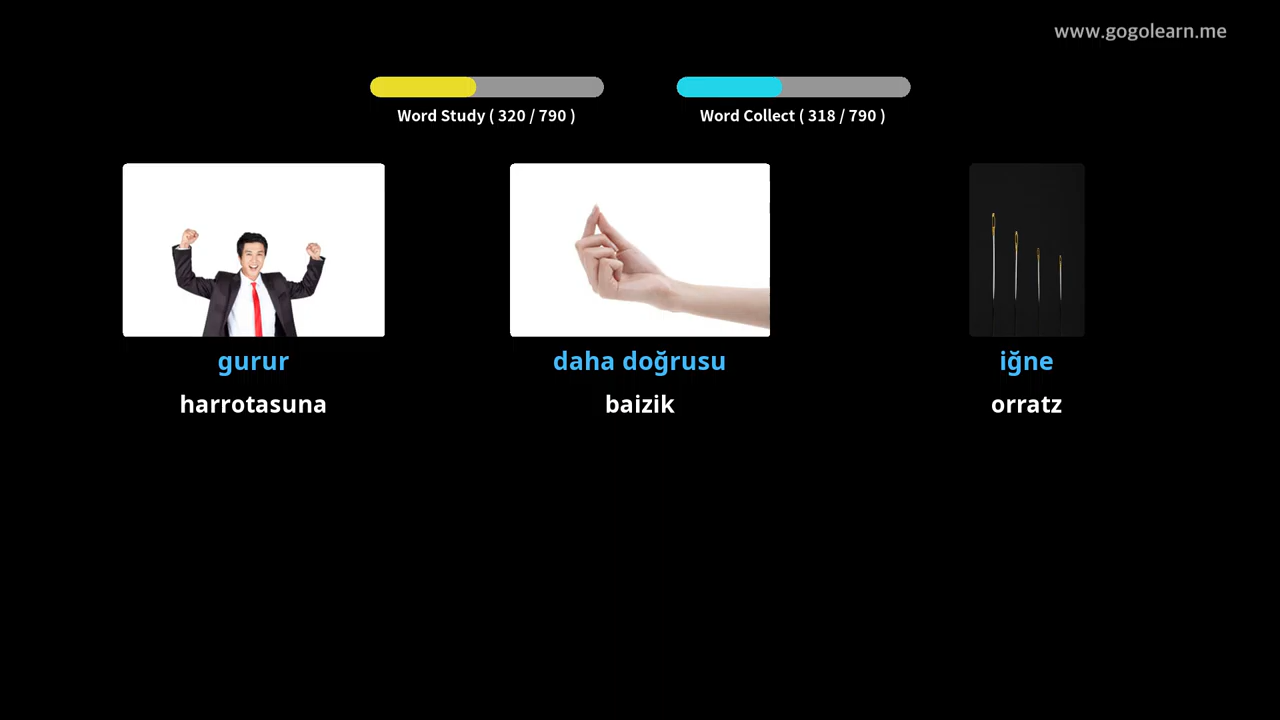 www.gogolearn.me
Word Study ( 320 / 790 )
Word Collect ( 318 / 790 )
gurur
daha doğrusu
iğne
harrotasuna
baizik
orratz